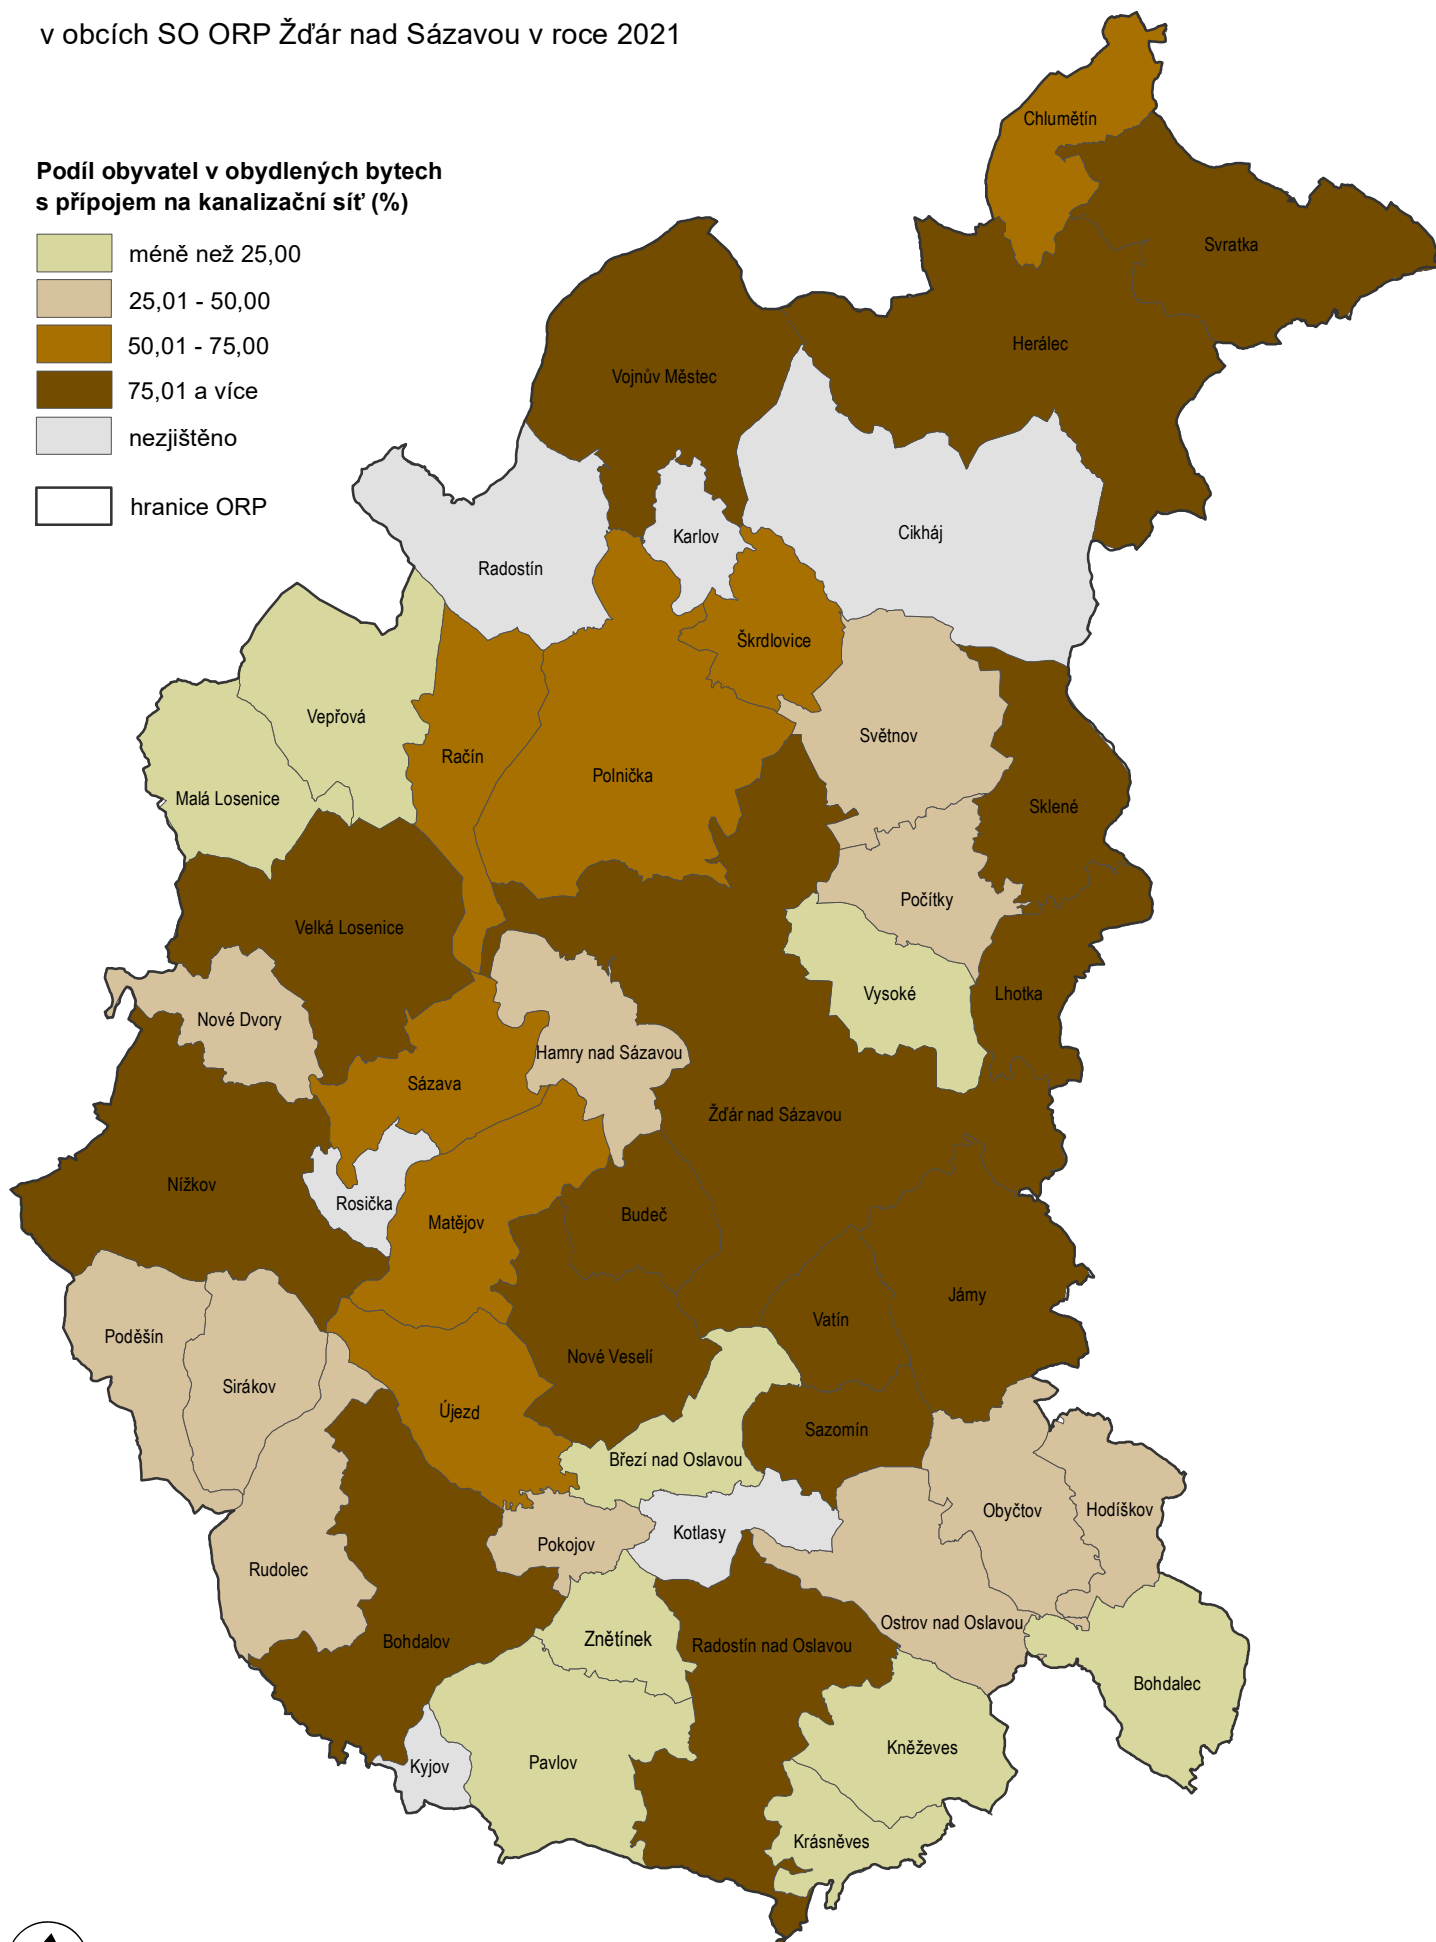 v obcích SO ORP Žďár nad Sázavou v roce 2021
Podíl obyvatel v obydlených bytech
s přípojem na kanalizační síť (%)
méně než 25,00
25,01 - 50,00
50,01 - 75,00
75,01 a více
nezjištěno
hranice ORP
Chlumětín
Svratka
Herálec
Vojnův Městec
Cikháj
Karlov
Radostín
Škrdlovice
Vepřová
Světnov
Račín
Polnička
Malá Losenice
Sklené
Počítky
Velká Losenice
Vysoké
Lhotka
Nové Dvory
Hamry nad Sázavou
Sázava
Žďár nad Sázavou
Nížkov
Rosička
Budeč
Matějov
Jámy
Vatín
Poděšín
Nové Veselí
Sirákov
Újezd
Sazomín
Březí nad Oslavou
Obyčtov
Hodíškov
Kotlasy
Pokojov
Rudolec
Ostrov nad Oslavou
Znětínek
Bohdalov
Radostín nad Oslavou
Bohdalec
Kněževes
Pavlov
Kyjov
Krásněves